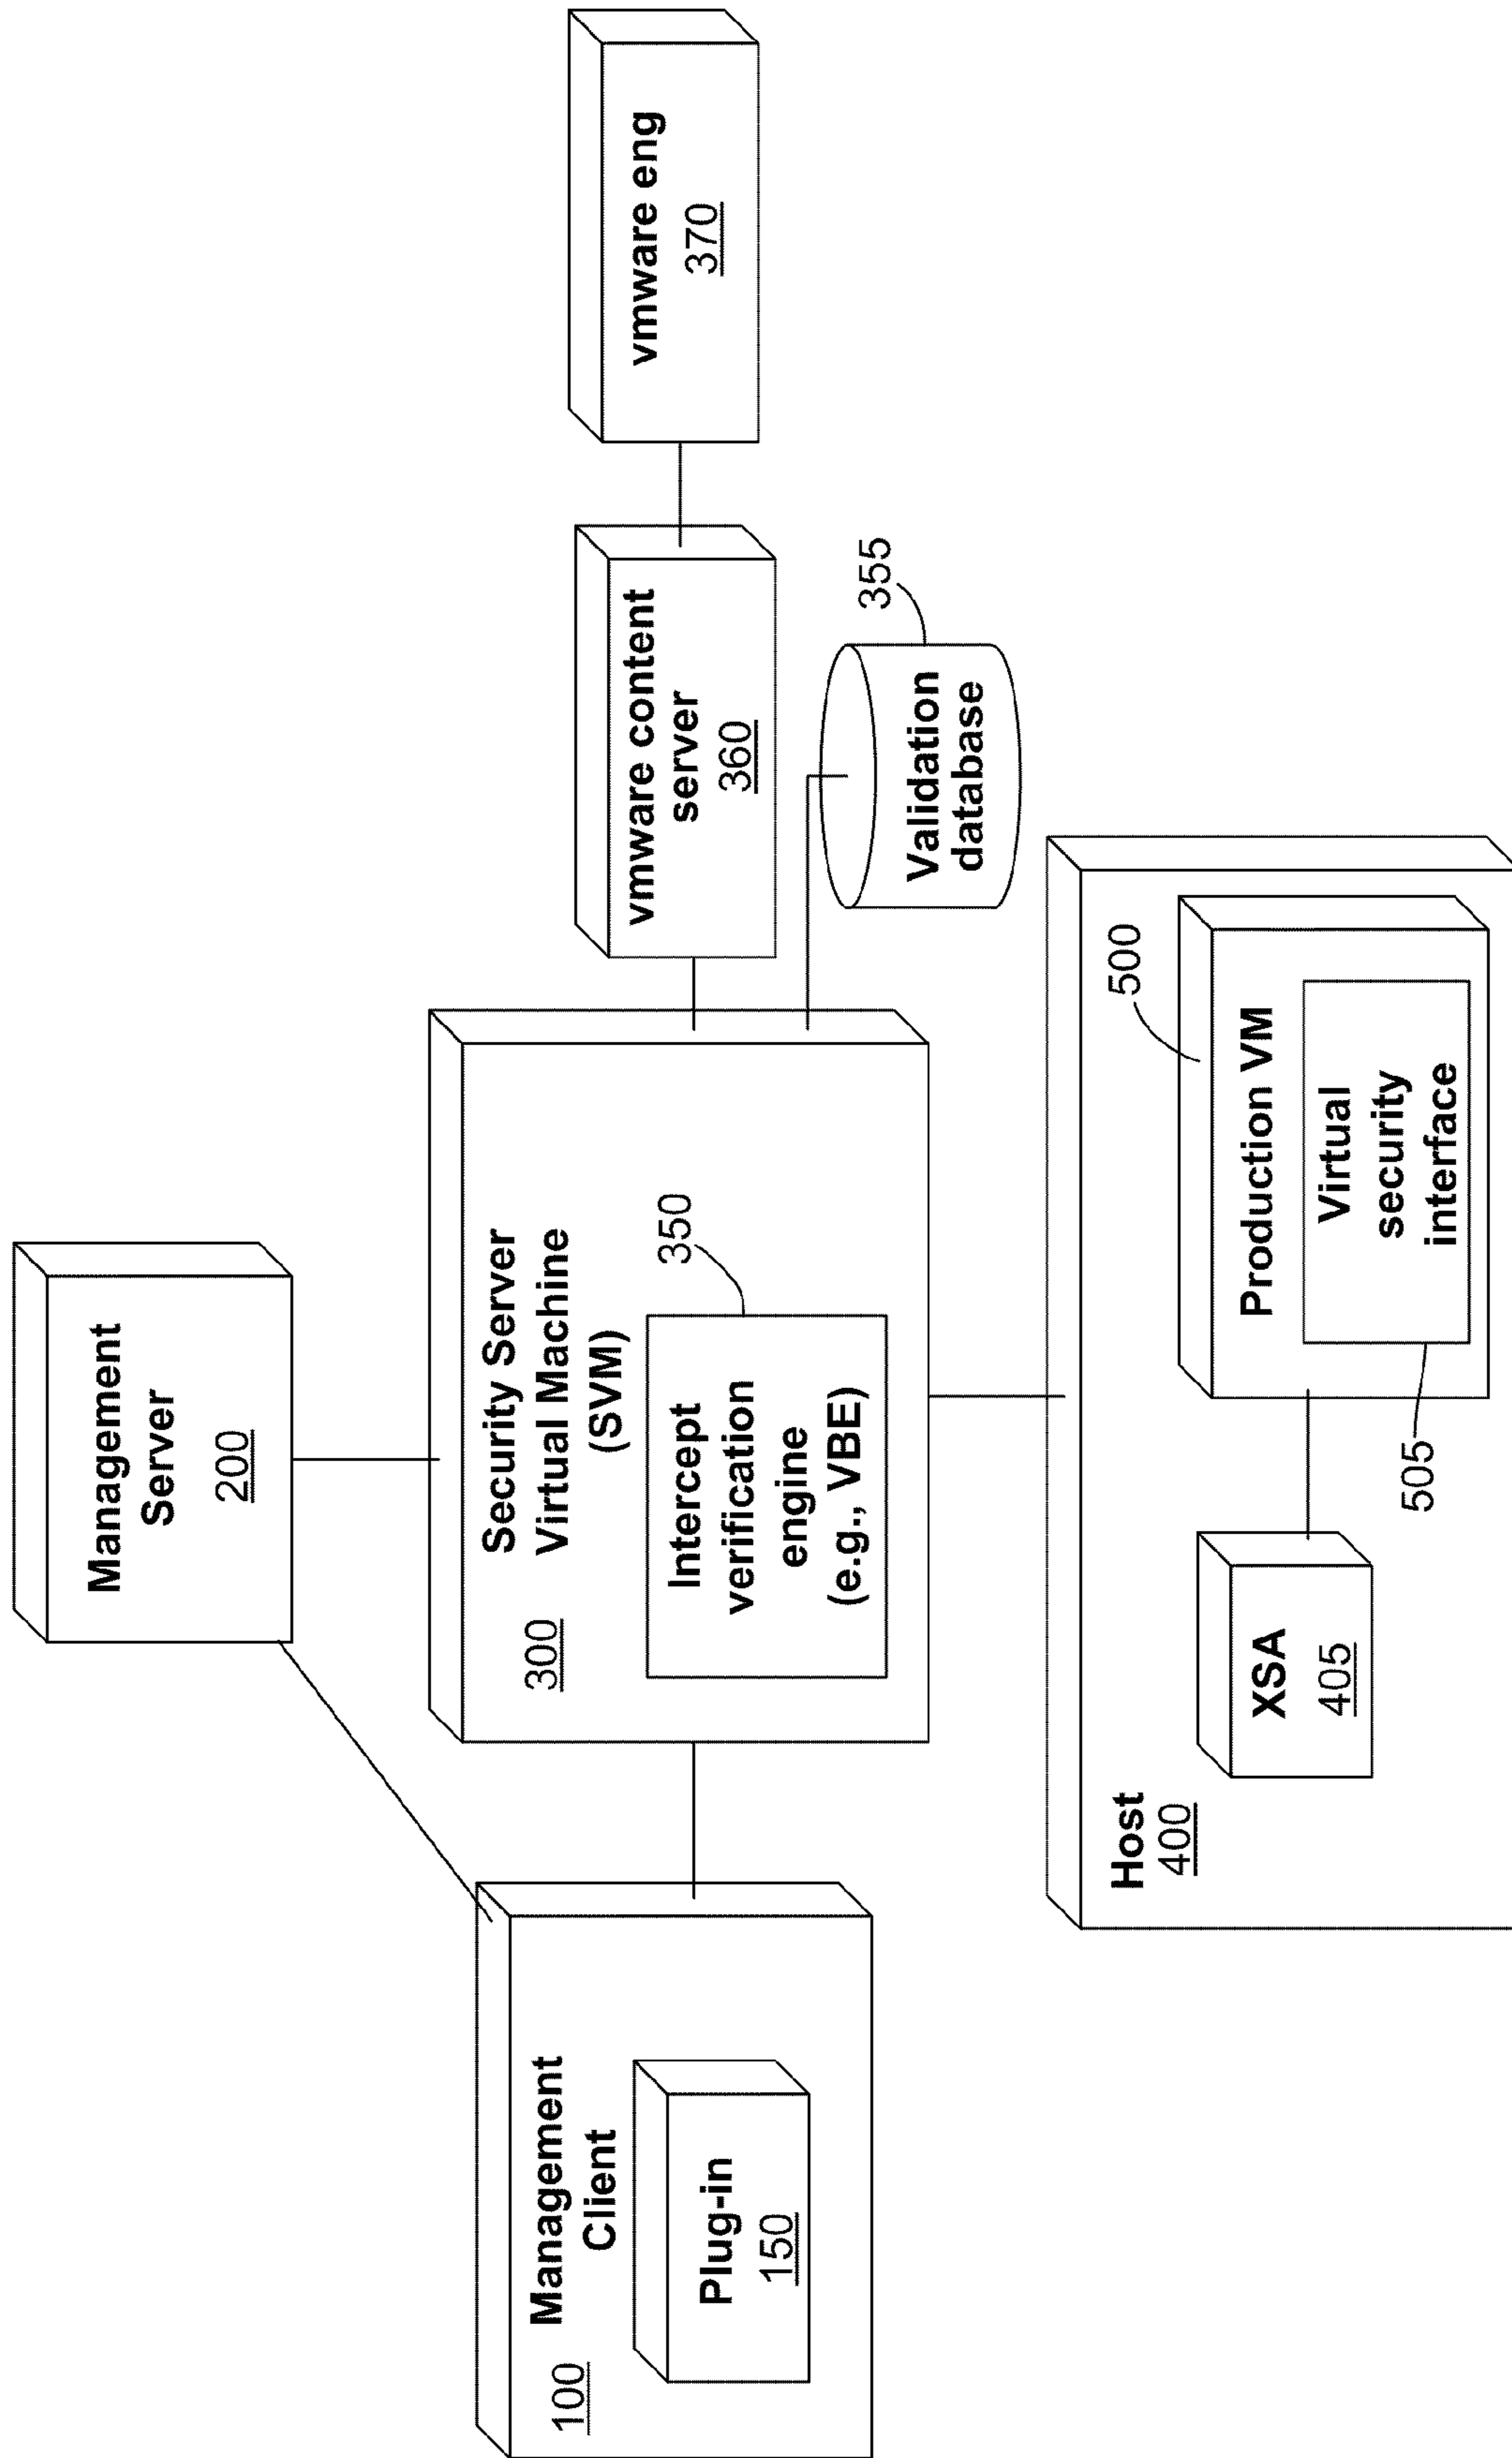 Management
Server
200
Management
Client
100
Plug-in
150
Security Server
Virtual Machine
(SVM)
300
350
Intercept
verification
engine
(e.g., VBE)
vmware content
server
360
vmware eng
370
355
Validation
database
Host
400
XSA
405
500
Production VM
Virtual
security
interface
505